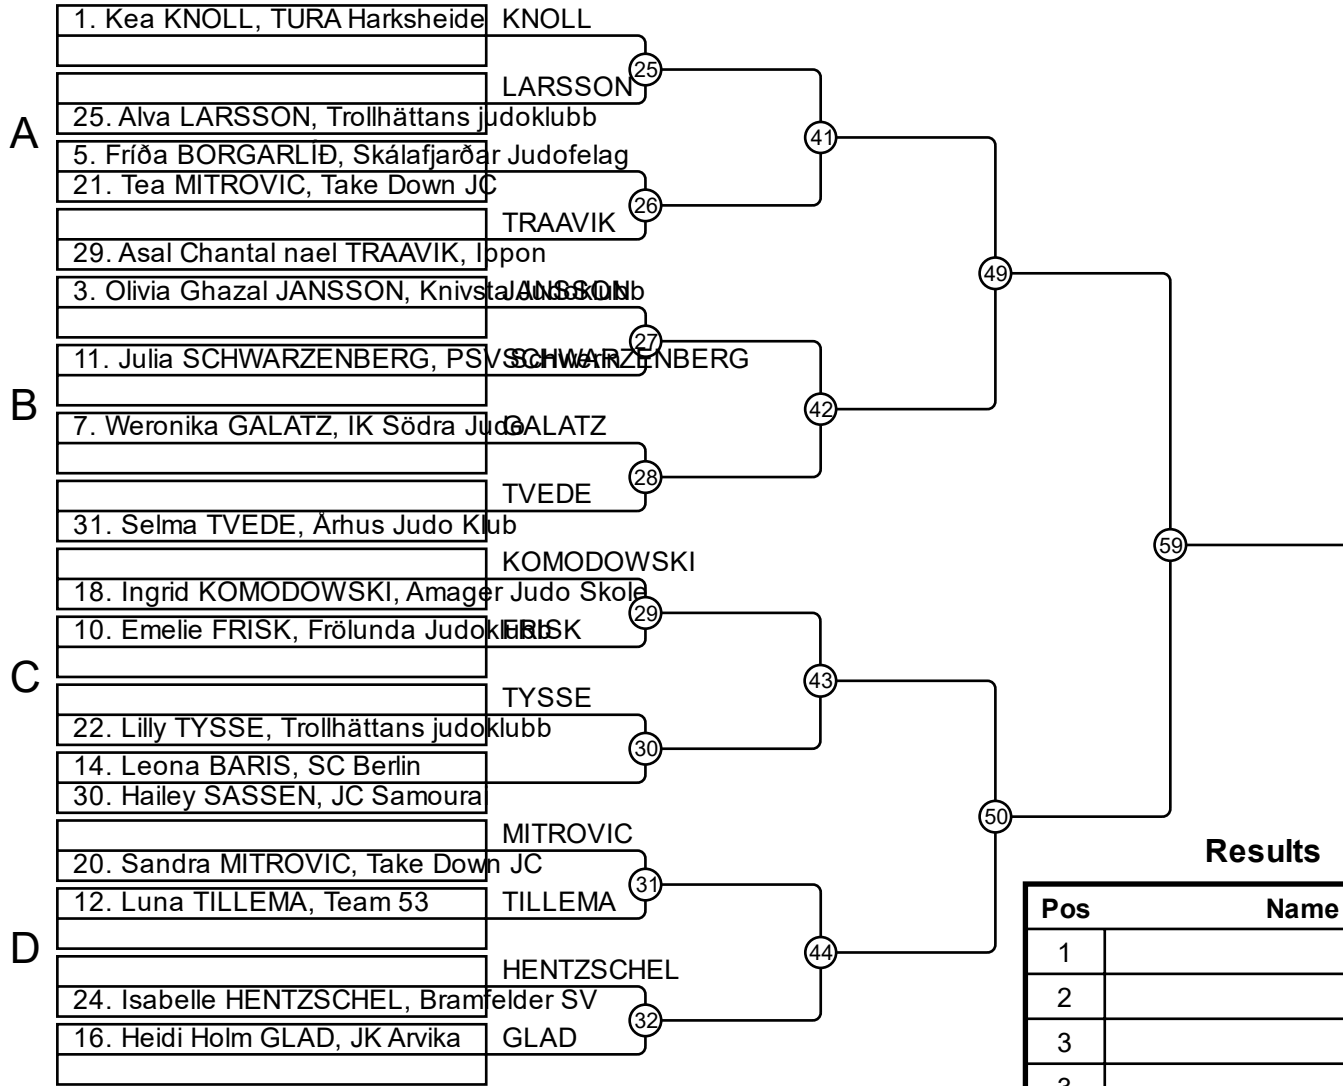 1. Kea KNOLL, TURA Harksheide KNOLL
25
LARSSON
25. Alva LARSSON, Trollhättans judoklubb
A
41
5. Fríða BORGARLÍÐ, Skálafjarðar Judofelag
21. Tea MITROVIC, Take Down JC
26
TRAAVIK
29. Asal Chantal nael TRAAVIK, Ippon
49
3. Olivia Ghazal JANSSON, Knivsta Judoklubb JANSSON
27
11. Julia SCHWARZENBERG, PSV Schwerin SCHWARZENBERG
B
42
7. Weronika GALATZ, IK Södra Judo GALATZ
28
TVEDE
31. Selma TVEDE, Århus Judo Klub
59
KOMODOWSKI
18. Ingrid KOMODOWSKI, Amager Judo Skole
29
10. Emelie FRISK, Frölunda Judoklubb FRISK
C
43
TYSSE
22. Lilly TYSSE, Trollhättans judoklubb
30
14. Leona BARIS, SC Berlin
30. Hailey SASSEN, JC Samourai
50
MITROVIC
20. Sandra MITROVIC, Take Down JC
31
12. Luna TILLEMA, Team 53 TILLEMA
D
44
HENTZSCHEL
24. Isabelle HENTZSCHEL, Bramfelder SV
32
16. Heidi Holm GLAD, JK Arvika GLAD
Results
Pos Name
1
2
3
3